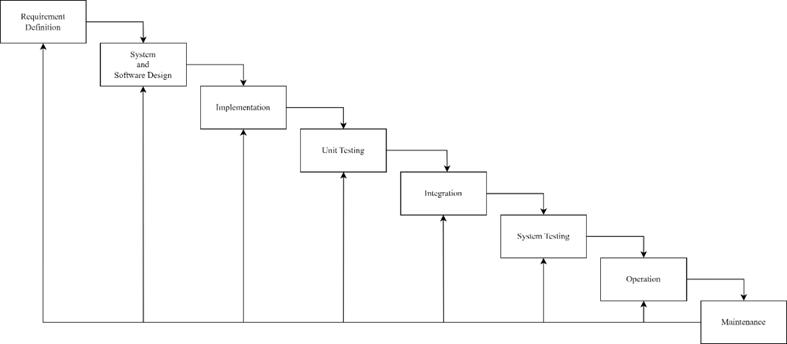 Requirement
Definition
System
and
Software Design
Implementation
Unit Testing
Integration
System Testing
Operation
Maintenance